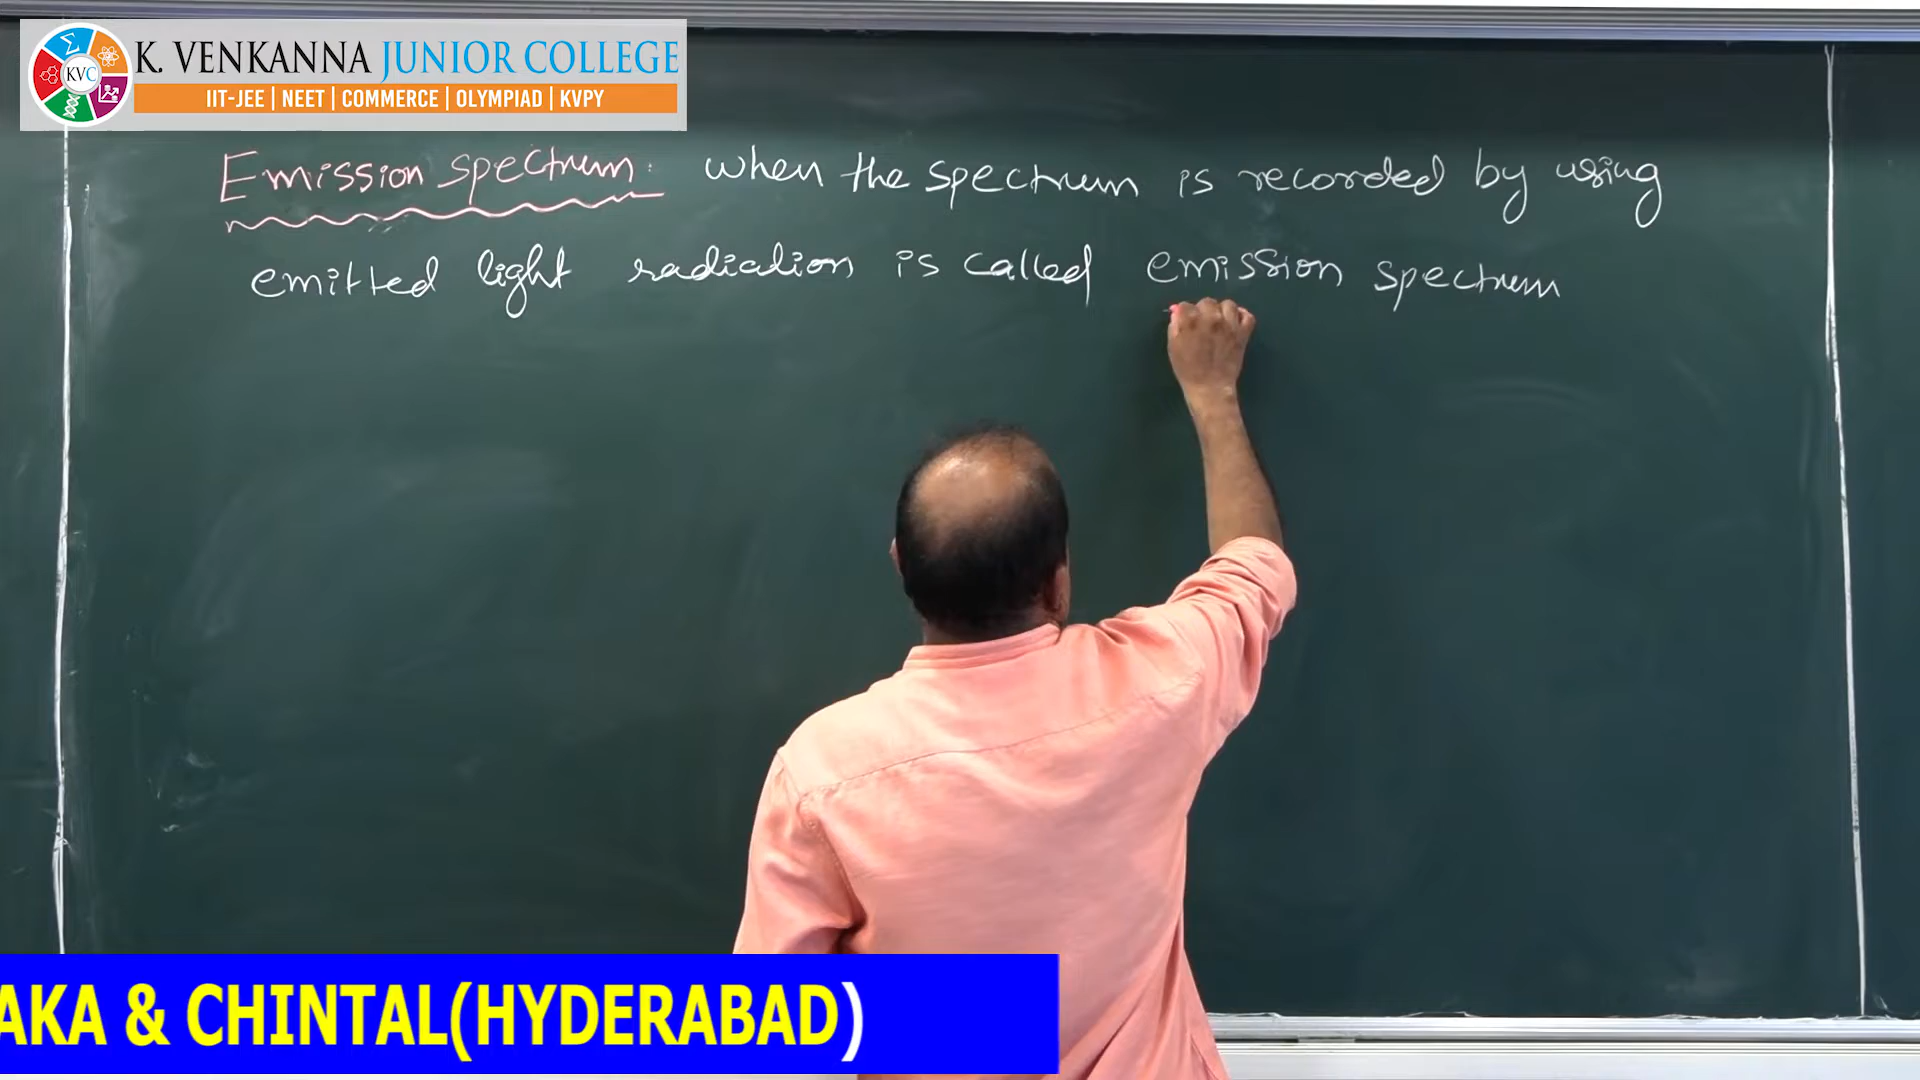 K. VENKANNA JUNIOR COLLEGE
KVC
IIT-JEE | NEET | COMMERCE | OLYMPIAD | KVPY
Emission spectrum: when the spectrum is recorded by using
emitted light radiation is called emission spectrum
AKA & CHINTAL(HYDERABAD)